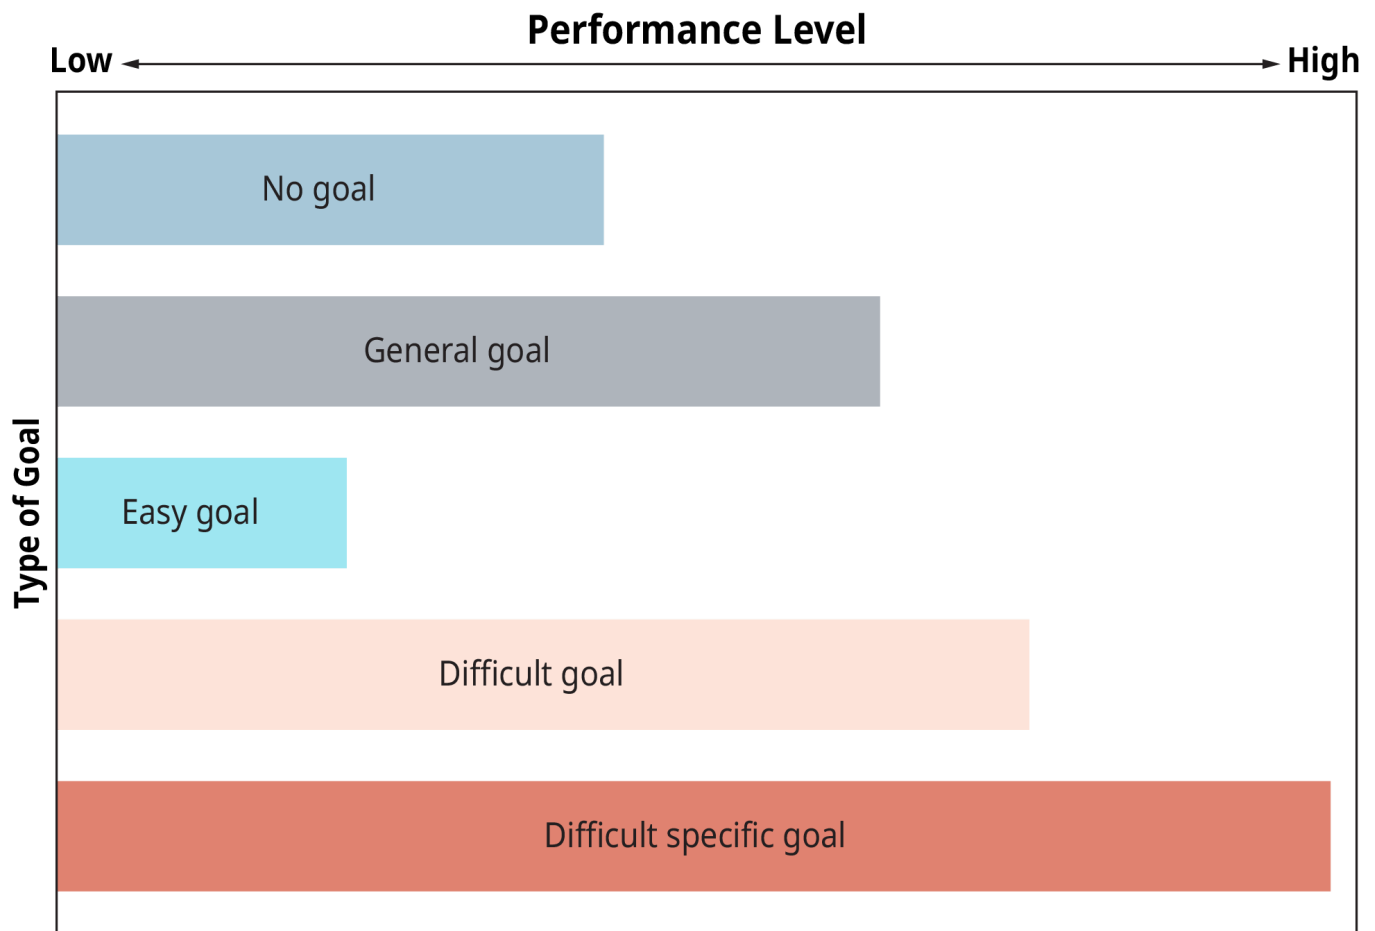 Performance Level
Low High
No goal
General goal
Easy goal
Difficult goal
Difficult specific goal
Type of Goal